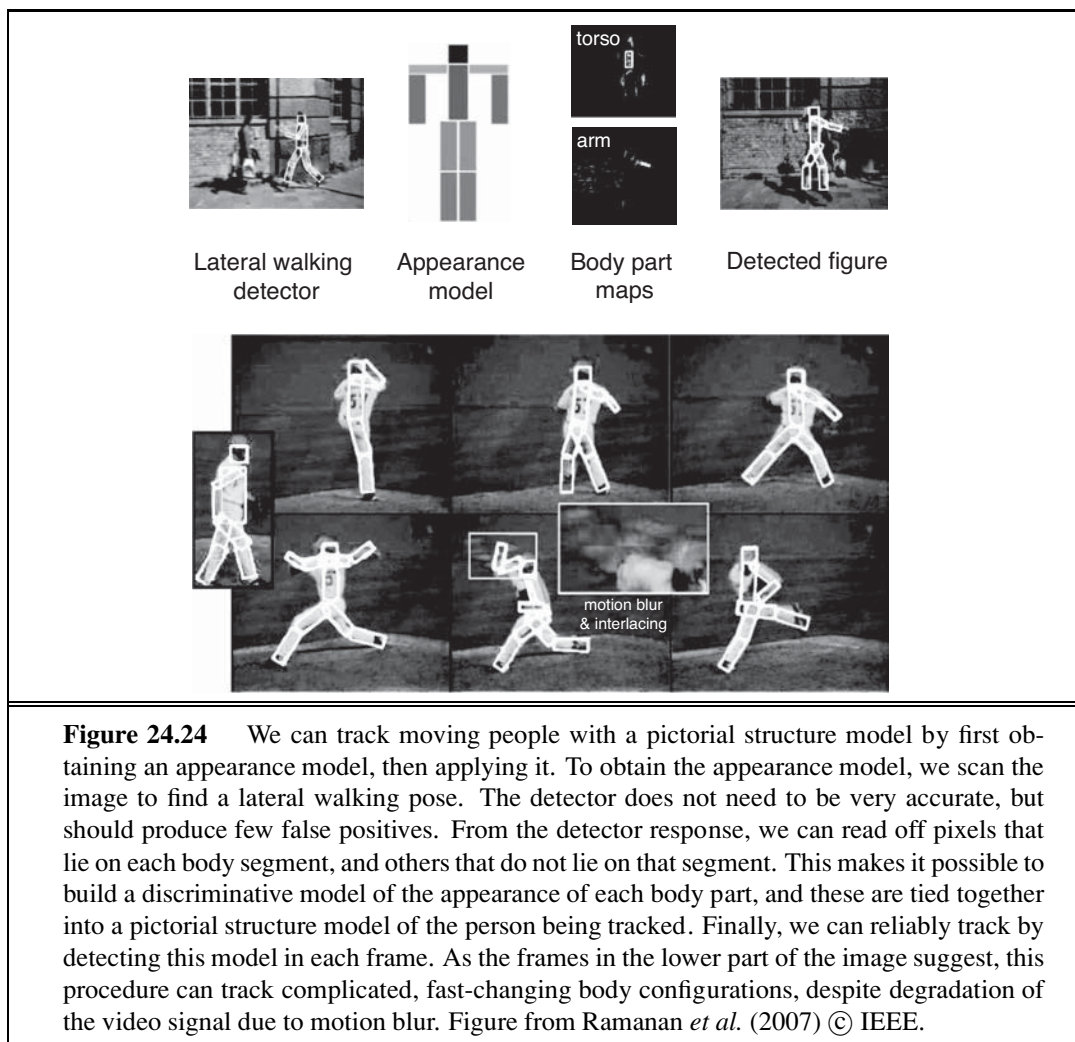 torso
arm
Lateral walking
detector
Appearance
model
Body part
maps
Detected figure
5
5
5
motion blur
& interlacing
Figure 24.24 We can track moving people with a pictorial structure model by first ob-
taining an appearance model, then applying it. To obtain the appearance model, we scan the
image to find a lateral walking pose. The detector does not need to be very accurate, but
should produce few false positives. From the detector response, we can read off pixels that
lie on each body segment, and others that do not lie on that segment. This makes it possible to
build a discriminative model of the appearance of each body part, and these are tied together
into a pictorial structure model of the person being tracked. Finally, we can reliably track by
detecting this model in each frame. As the frames in the lower part of the image suggest, this
procedure can track complicated, fast-changing body configurations, despite degradation of
the video signal due to motion blur. Figure from Ramanan et al. (2007) © IEEE.